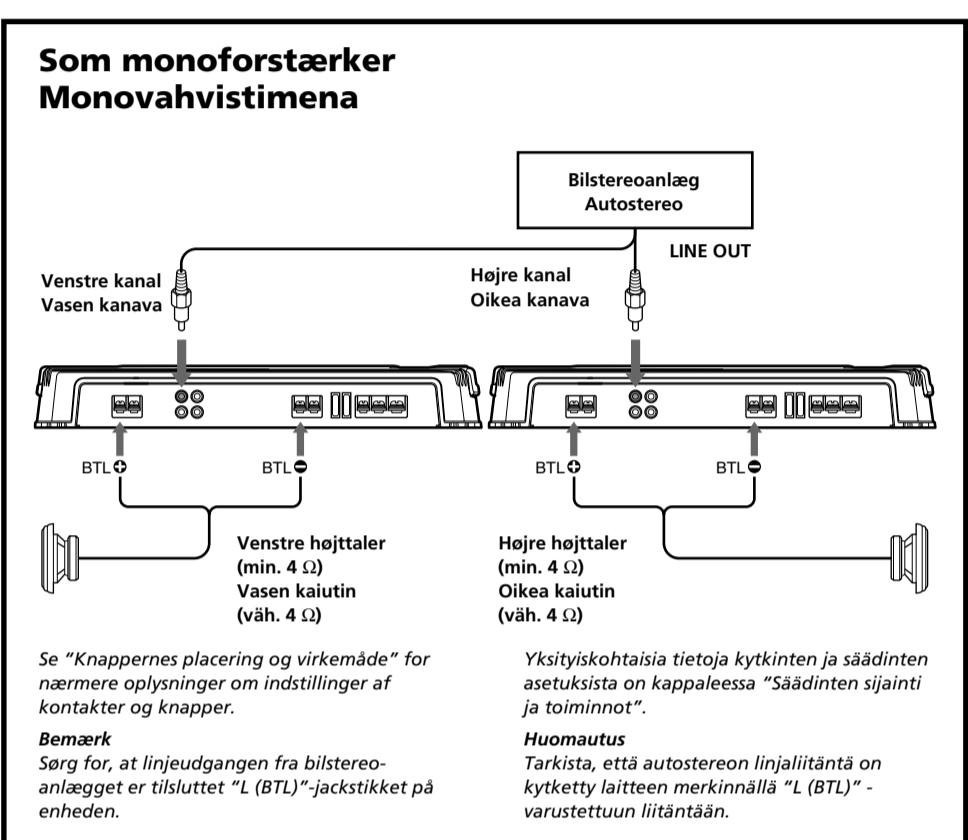 Som monoforstærker
Monovahvistimena
Bilstereoanlæg
Autostereo
LINE OUT
Venstre kanal
Vasen kanava
Højre kanal
Oikea kanava
BTL+
BTL−
BTL+
BTL−
Venstre højttaler
(min. 4 Ω)
Vasen kaiutin
(väh. 4 Ω)
Højre højttaler
(min. 4 Ω)
Oikea kaiutin
(väh. 4 Ω)
Se ”Knappernes placering og virkemåde” for
nærmere oplysninger om indstillinger af
kontakter og knapper.
Bemærk
Sørg for, at linjeudgangen fra bilstereo-
anlægget er tilsluttet ”L (BTL)”-jackstikket på
enheden.
Yksityiskohtaisia tietoja kytkinten ja säädinten
asetuksista on kappaleessa ”Säädinten sijainti
ja toiminnot”.
Huomautus
Tarkista, että autostereon linjaliitäntä on
kytketty laitteen merkinnällä ”L (BTL)” -
varustettuun liitäntään.